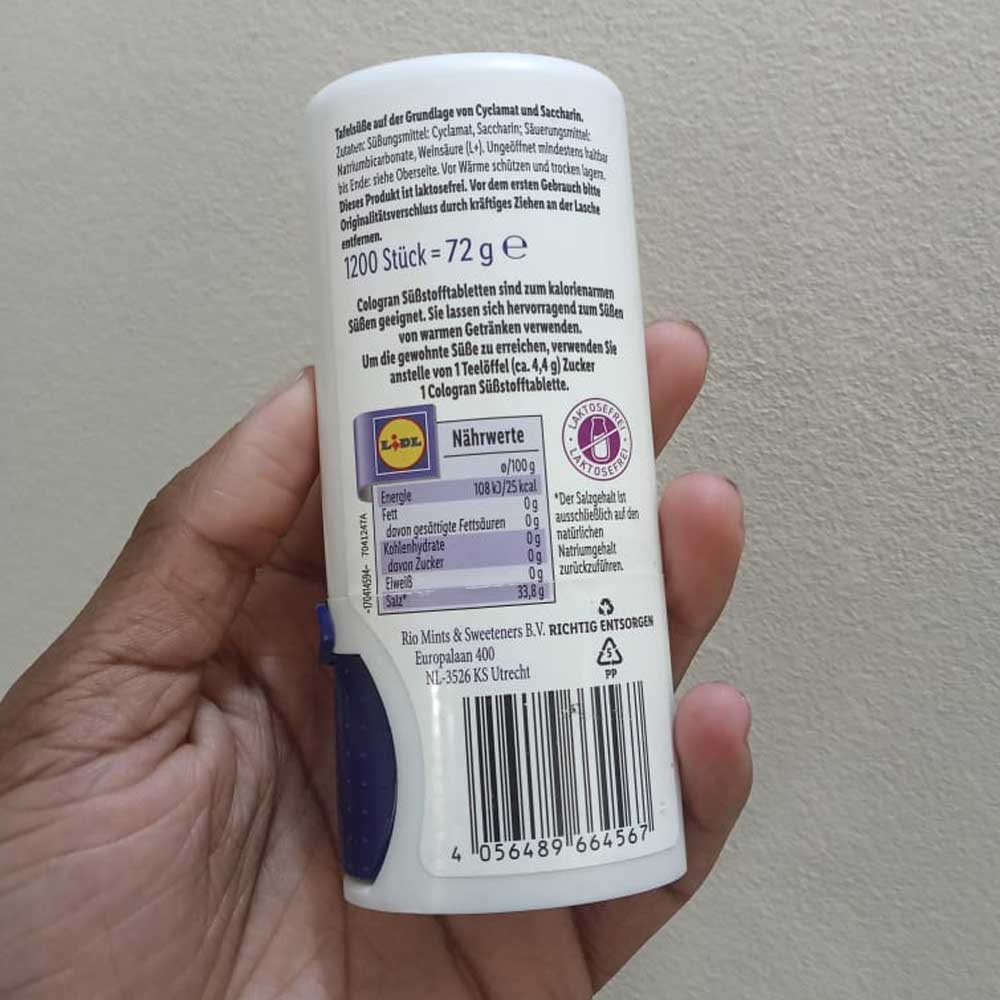 Tafelsüße auf der Grundlage von Cyclamat und Saccharin.
Zutaten: Süßungsmittel: Cyclamat, Saccharin; Säuerungsmittel:
Natriumbicarbonate, Weinsäure (L+). Ungeöffnet mindestens haltbar
bis Ende: siehe Oberseite. Vor Wärme schützen und trocken lagern.
Dieses Produkt ist laktosefrei. Vor dem ersten Gebrauch bitte
Originalitätsverschluss durch kräftiges Ziehen an der Lasche
entfernen.
1200 Stück = 72 g ℮
Cologran Süßstofftabletten sind zum kalorienarmen
Süßen geeignet. Sie lassen sich hervorragend zum Süßen
von warmen Getränken verwenden.
Um die gewohnte Süße zu erreichen, verwenden Sie
anstelle von 1 Teelöffel (ca. 4,4 g) Zucker
1 Cologran Süßstofftablette.
LIDL
Nährwerte
ø/100 g
Energie 108 kJ/25 kcal
Fett 0 g
davon gesättigte Fettsäuren 0 g
Kohlenhydrate 0 g
davon Zucker 0 g
Eiweiß 0 g
Salz* 33,8 g
-170414594- 7041247A
LAKTOSEFREI · LAKTOSEFREI ·
*Der Salzgehalt ist
ausschließlich auf den
natürlichen
Natriumgehalt
zurückzuführen.
Rio Mints & Sweeteners B.V.
Europalaan 400
NL-3526 KS Utrecht
RICHTIG ENTSORGEN
5
PP
4 056489 664567